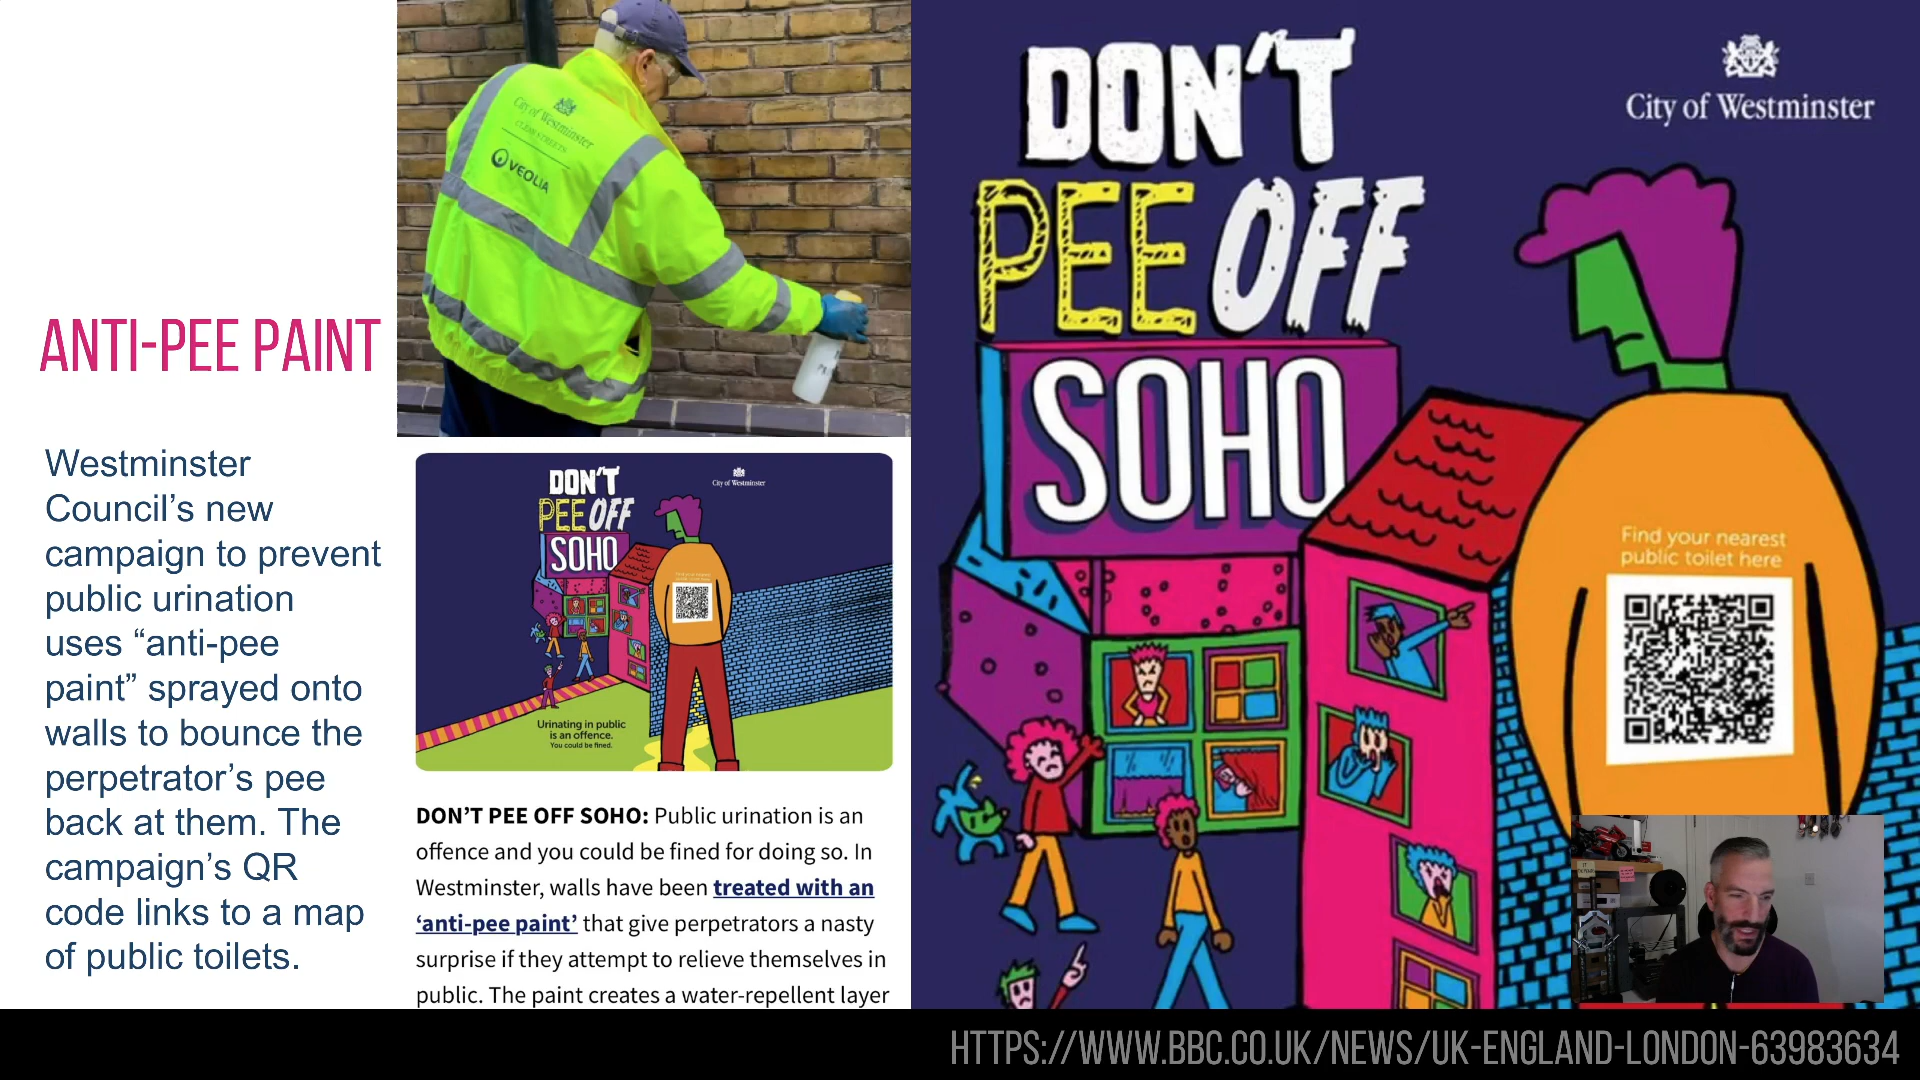 ANTI-PEE PAINT
Westminster
Council’s new
campaign to prevent
public urination
uses “anti-pee
paint” sprayed onto
walls to bounce the
perpetrator’s pee
back at them. The
campaign’s QR
code links to a map
of public toilets.
City of Westminster
CLEAN STREETS
VEOLIA
DON’T
PEE OFF
SOHO
City of Westminster
Urinating in public
is an offence.
You could be fined.
DON’T PEE OFF SOHO: Public urination is an
offence and you could be fined for doing so. In
Westminster, walls have been treated with an
‘anti-pee paint’ that give perpetrators a nasty
surprise if they attempt to relieve themselves in
public. The paint creates a water-repellent layer
DON’T
PEE OFF
SOHO
City of Westminster
Find your nearest
public toilet here
HTTPS://WWW.BBC.CO.UK/NEWS/UK-ENGLAND-LONDON-63983634